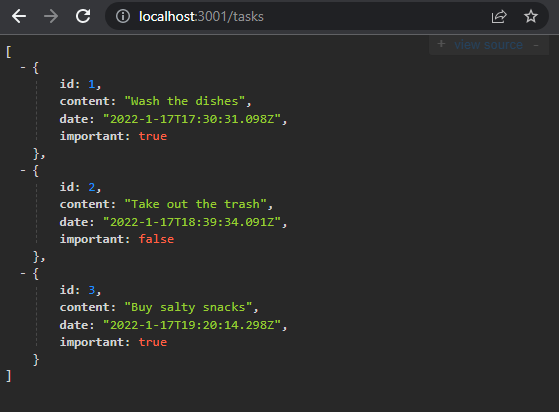 localhost:3001/tasks
+ view source -
[
- {
id: 1,
content: "Wash the dishes",
date: "2022-1-17T17:30:31.098Z",
important: true
},
- {
id: 2,
content: "Take out the trash",
date: "2022-1-17T18:39:34.091Z",
important: false
},
- {
id: 3,
content: "Buy salty snacks",
date: "2022-1-17T19:20:14.298Z",
important: true
}
]